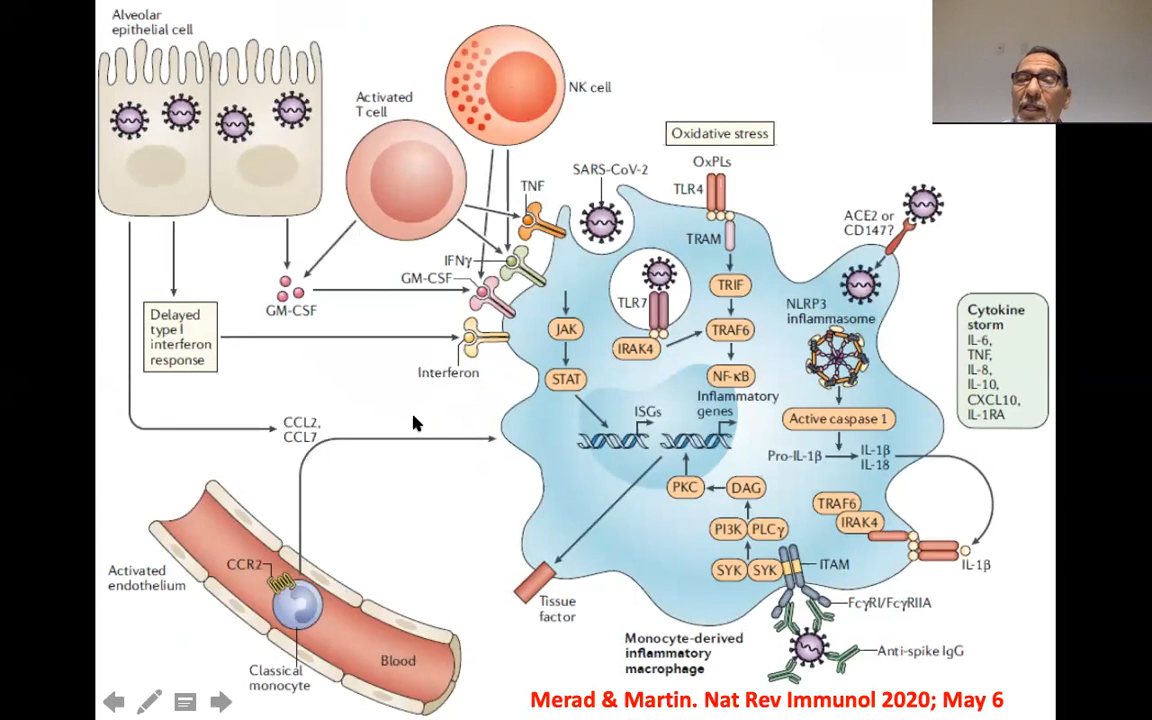 Alveolar
epithelial cell
Activated
T cell
NK cell
Oxidative stress
OxPLs
SARS-CoV-2
TLR4
TNF
TRAM
ACE2 or
CD147?
IFNγ
GM-CSF
GM-CSF
TLR7
TRIF
NLRP3
inflammasome
Delayed
type I
interferon
response
JAK
IRAK4
TRAF6
Interferon
STAT
NF-κB
Inflammatory
genes
ISGs
Active caspase 1
Cytokine
storm
IL-6,
TNF,
IL-8,
IL-10,
CXCL10,
IL-1RA
CCL2,
CCL7
Pro-IL-1β
IL-1β
IL-18
PKC
DAG
TRAF6
IRAK4
PI3K
PLCγ
SYK
SYK
ITAM
IL-1β
Activated
endothelium
CCR2
Tissue
factor
FcγRI/FcγRIIA
Monocyte-derived
inflammatory
macrophage
Anti-spike IgG
Blood
Classical
monocyte
Merad & Martin. Nat Rev Immunol 2020; May 6